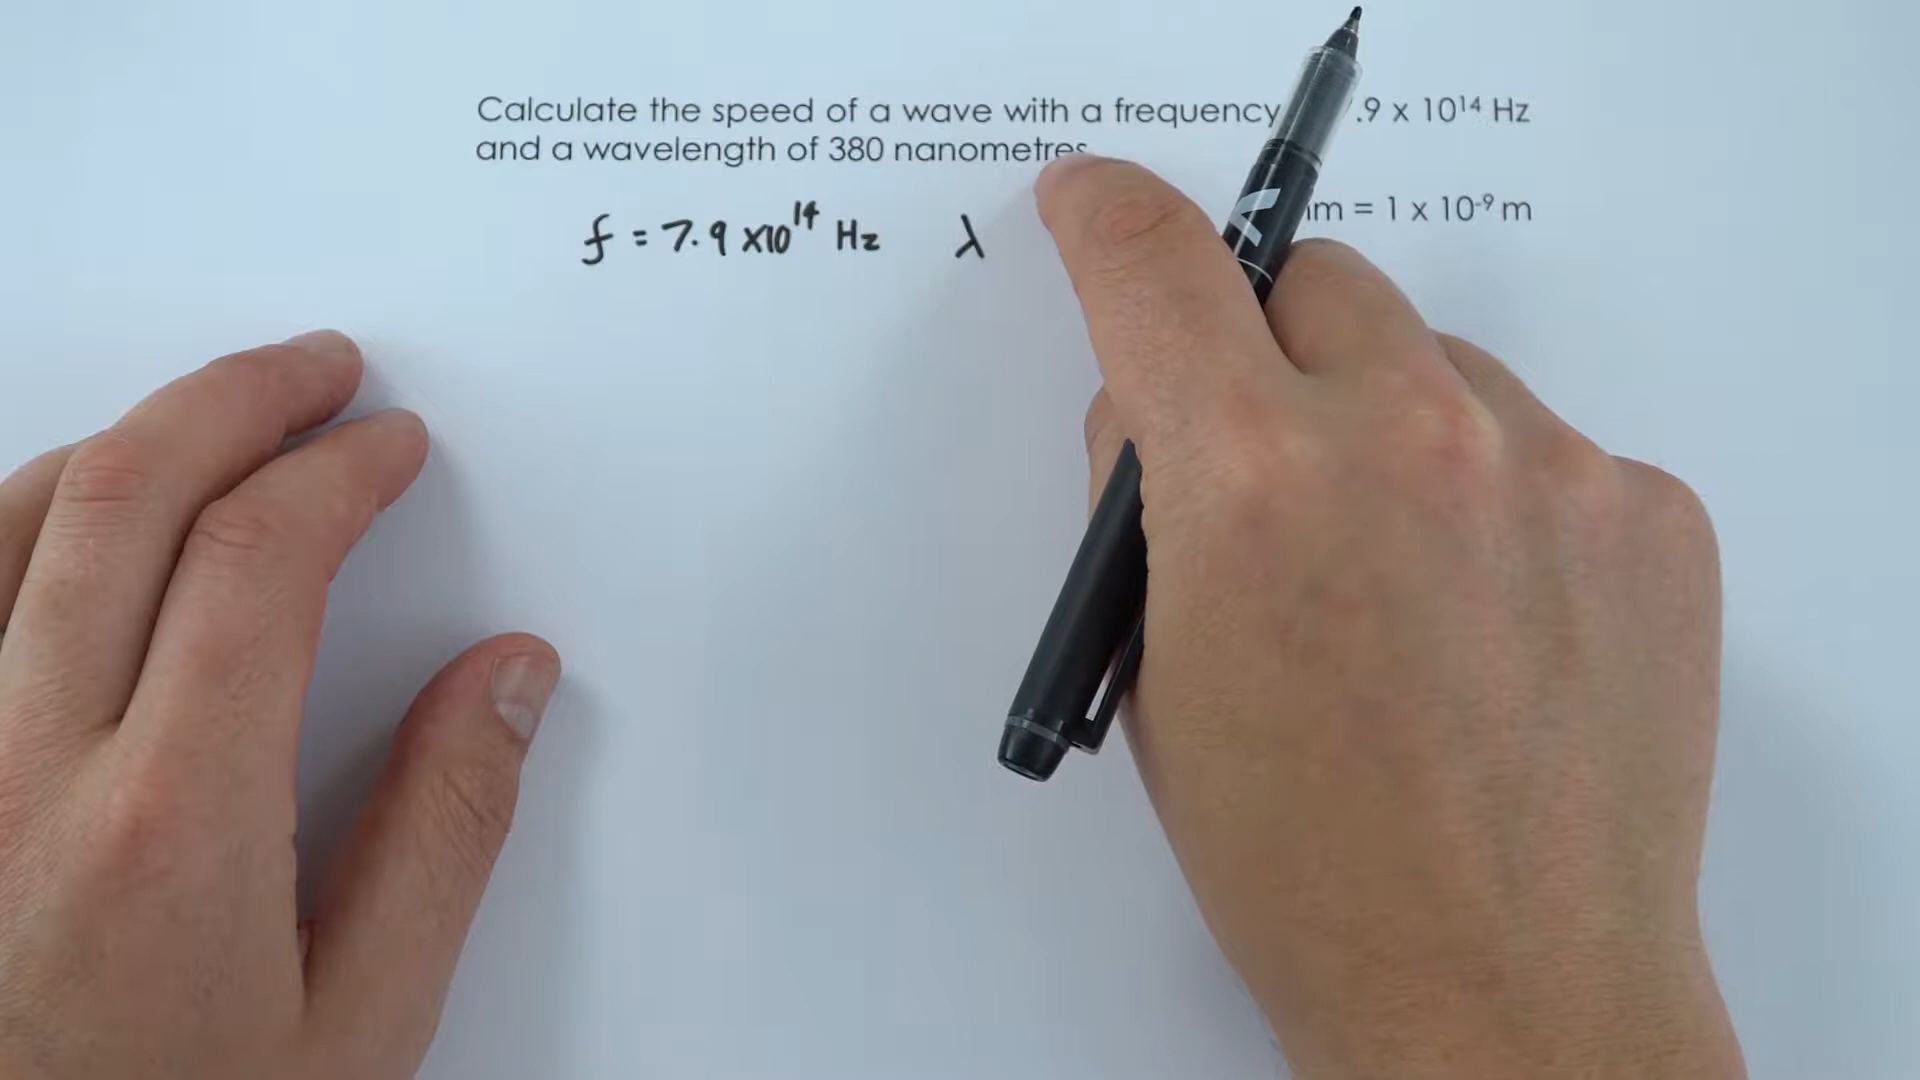 Calculate the speed of a wave with a frequency .9 x 10¹⁴ Hz
and a wavelength of 380 nanometres
m = 1 x 10⁻⁹ m
f = 7.9 x10¹⁴ Hz λ